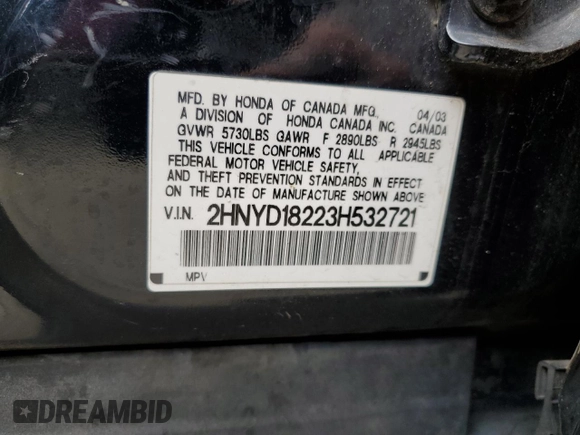 MFD. BY HONDA OF CANADA MFG., 04/03
A DIVISION OF HONDA CANADA INC. CANADA
GVWR 5730LBS GAWR F 2890LBS R 2945LBS
THIS VEHICLE CONFORMS TO ALL APPLICABLE
FEDERAL MOTOR VEHICLE SAFETY,
AND THEFT PREVENTION STANDARDS IN EFFECT
ON THE DATE OF MANUFACTURE SHOWN ABOVE
V.I.N. 2HNYD18223H532721
MPV
DREAMBID